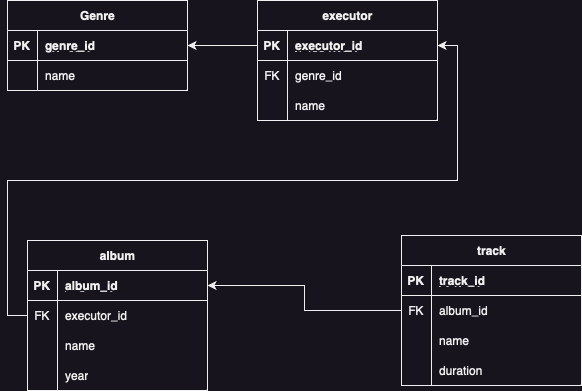 Genre
PK genre_id
name
executor
PK executor_id
FK genre_id
name
album
PK album_id
FK executor_id
name
year
track
PK track_id
FK album_id
name
duration